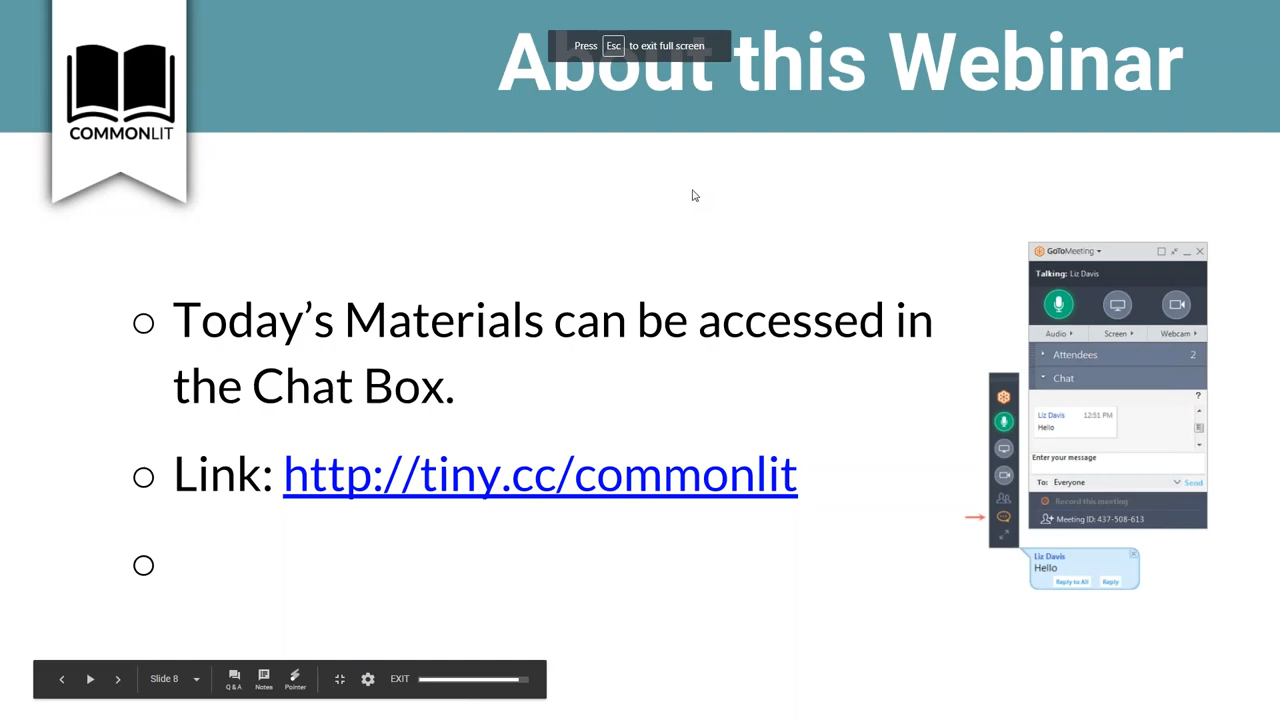 About this Webinar
Press Esc to exit full screen
COMMONLIT
Today's Materials can be accessed in
the Chat Box.
Link: http://tiny.cc/commonlit
GoToMeeting
Talking: Liz Davis
Audio Screen Webcam
Attendees 2
Chat
?
Liz Davis 12:51 PM
Hello
Enter your message
To: Everyone Send
Record this meeting
Meeting ID: 437-508-613
Liz Davis
Hello
Reply to All Reply
Slide 8 Q & A Notes Pointer EXIT